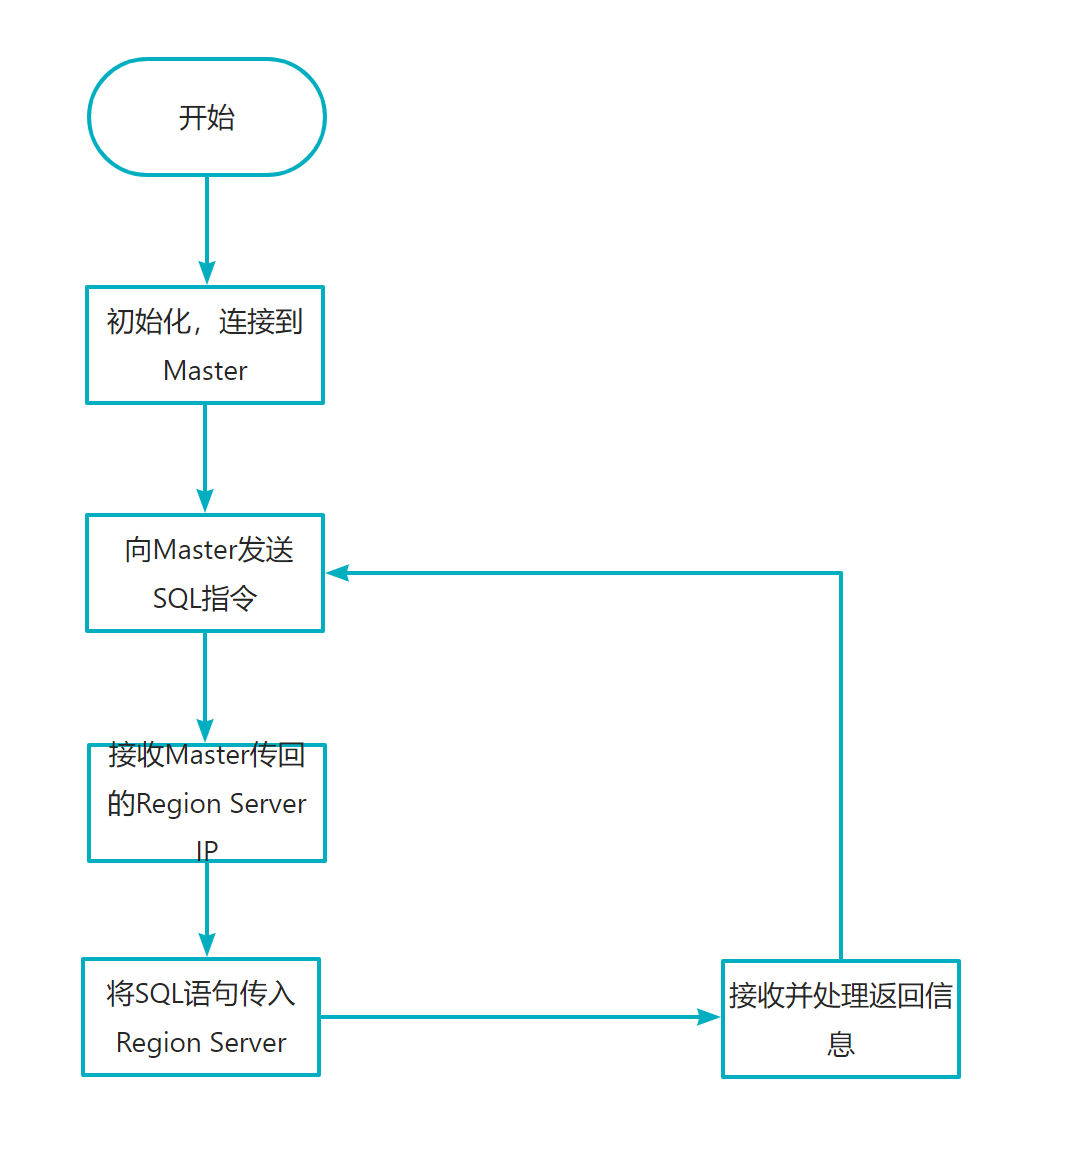 开始
初始化，连接到
Master
向Master发送
SQL指令
接收Master传回
的Region Server
IP
将SQL语句传入
Region Server
接收并处理返回信
息